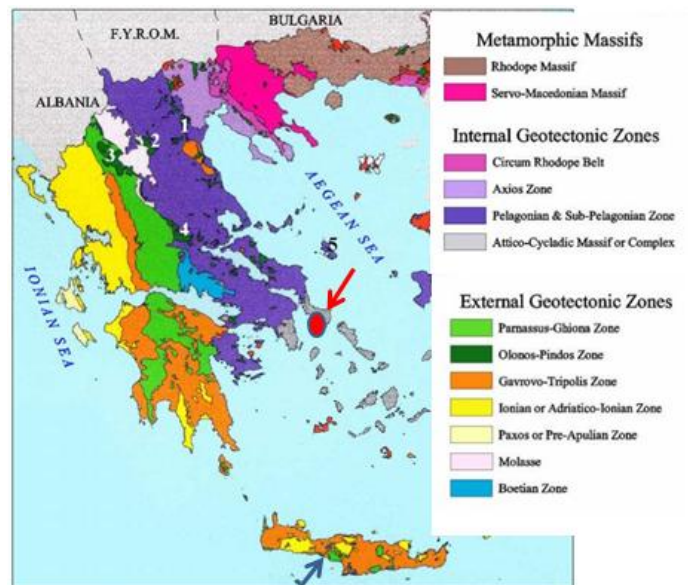 BULGARIA
F.Y.R.O.M.
ALBANIA
1
2
3
4
5
AEGEAN SEA
IONIAN SEA
Metamorphic Massifs
Rhodope Massif
Servo-Macedonian Massif
Internal Geotectonic Zones
Circum Rhodope Belt
Axios Zone
Pelagonian & Sub-Pelagonian Zone
Attico-Cycladic Massif or Complex
External Geotectonic Zones
Parnassus-Ghiona Zone
Olonos-Pindos Zone
Gavrovo-Tripolis Zone
Ionian or Adriatico-Ionian Zone
Paxos or Pre-Apulian Zone
Molasse
Boetian Zone